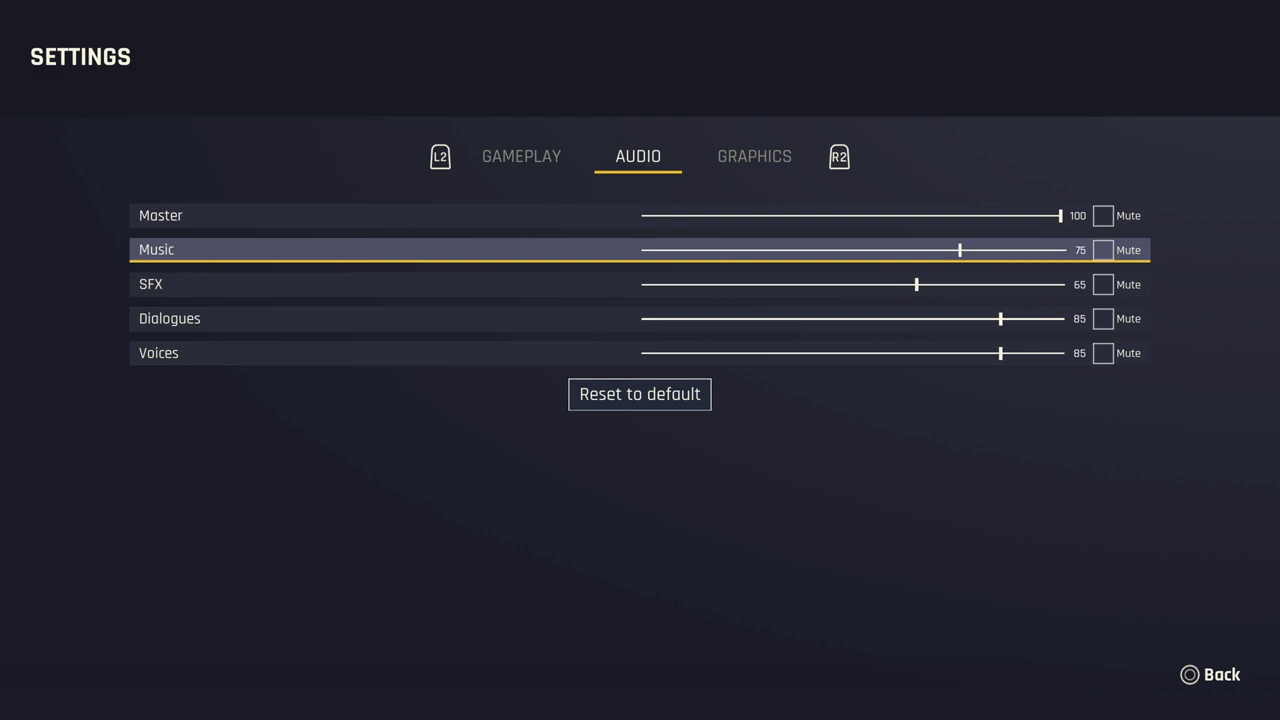 SETTINGS
L2 GAMEPLAY AUDIO GRAPHICS R2
Master 100 Mute
Music 75 Mute
SFX 65 Mute
Dialogues 85 Mute
Voices 85 Mute
Reset to default
Back